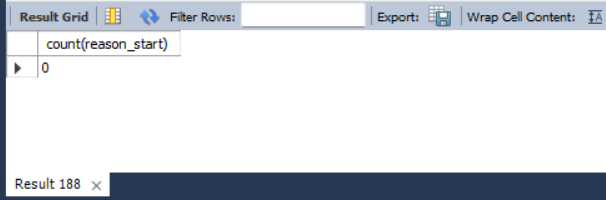 Result Grid Filter Rows: Export: Wrap Cell Content:
count(reason_start)
0
Result 188 ×